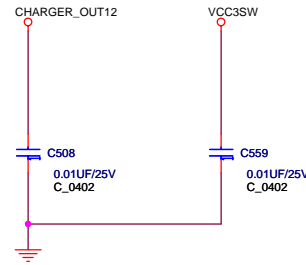 CHARGER_OUT12
VCC3SW
C508
0.01UF/25V
C_0402
C559
0.01UF/25V
C_0402